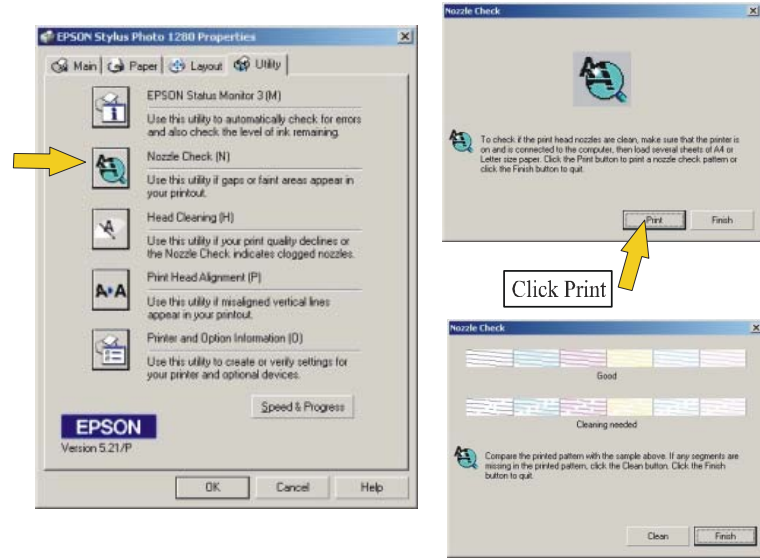 EPSON Stylus Photo 1280 Properties
Main
Paper
Layout
Utility
EPSON Status Monitor 3 (M)
Use this utility to automatically check for errors
and also check the level of ink remaining.
Nozzle Check (N)
Use this utility if gaps or faint areas appear in
your printout.
Head Cleaning (H)
Use this utility if your print quality declines or
the Nozzle Check indicates clogged nozzles.
Print Head Alignment (P)
Use this utility if misaligned vertical lines
appear in your printout.
Printer and Option Information (O)
Use this utility to create or verify settings for
your printer and optional devices.
Speed & Progress
EPSON
Version 5.21/P
OK
Cancel
Help
Nozzle Check
To check if the print head nozzles are clean, make sure that the printer is
on and is connected to the computer, then load several sheets of A4 or
Letter size paper. Click the Print button to print a nozzle check pattern or
click the Finish button to quit.
Print
Finish
Click Print
Nozzle Check
Good
Cleaning needed
Compare the printed pattern with the sample above. If any segments are
missing in the printed pattern, click the Clean button. Click the Finish
button to quit.
Clean
Finish